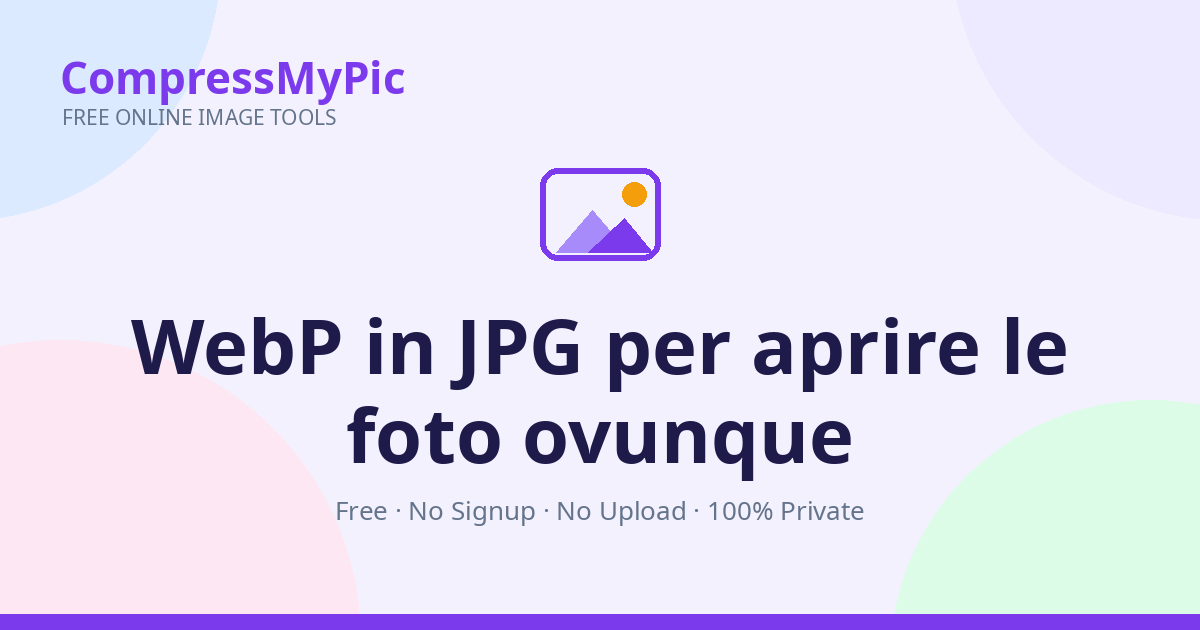 CompressMyPic
FREE ONLINE IMAGE TOOLS
WebP in JPG per aprire le
foto ovunque
Free · No Signup · No Upload · 100% Private